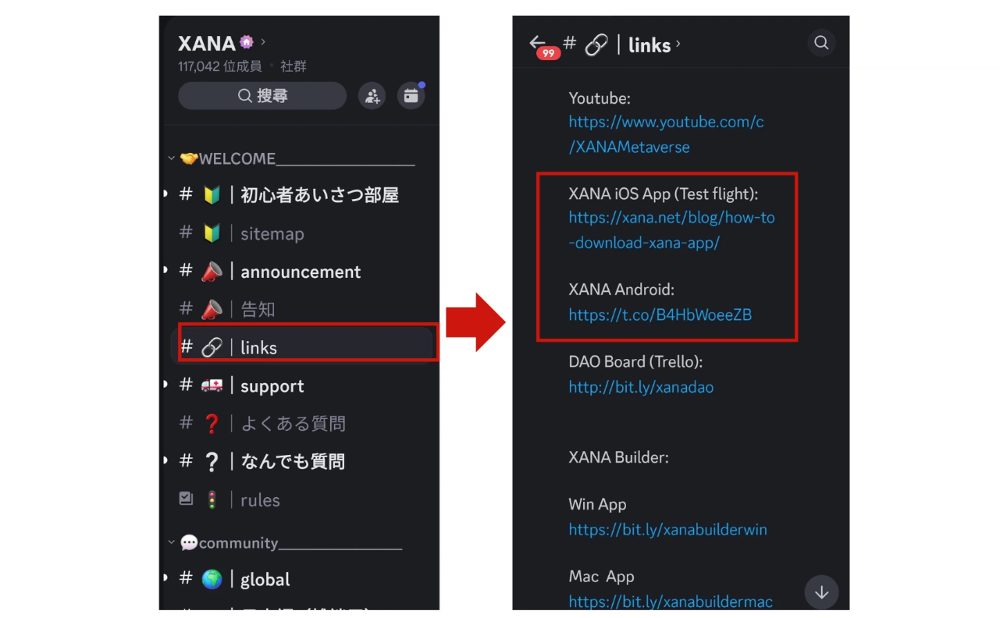 XANA
117,042 位成員 • 社群
搜尋
WELCOME_______________
# | 初心者あいさつ部屋
# | sitemap
# | announcement
# | 告知
# | links
# | support
# ❓ | よくある質問
# ❔ | なんでも質問
| rules
community_______________
# | global
99
# | links
Youtube:
https://www.youtube.com/c
/XANAMetaverse
XANA iOS App (Test flight):
https://xana.net/blog/how-to
-download-xana-app/
XANA Android:
https://t.co/B4HbWoeeZB
DAO Board (Trello):
http://bit.ly/xanadao
XANA Builder:
Win App
https://bit.ly/xanabuilderwin
Mac App
https://bit.ly/xanabuildermac